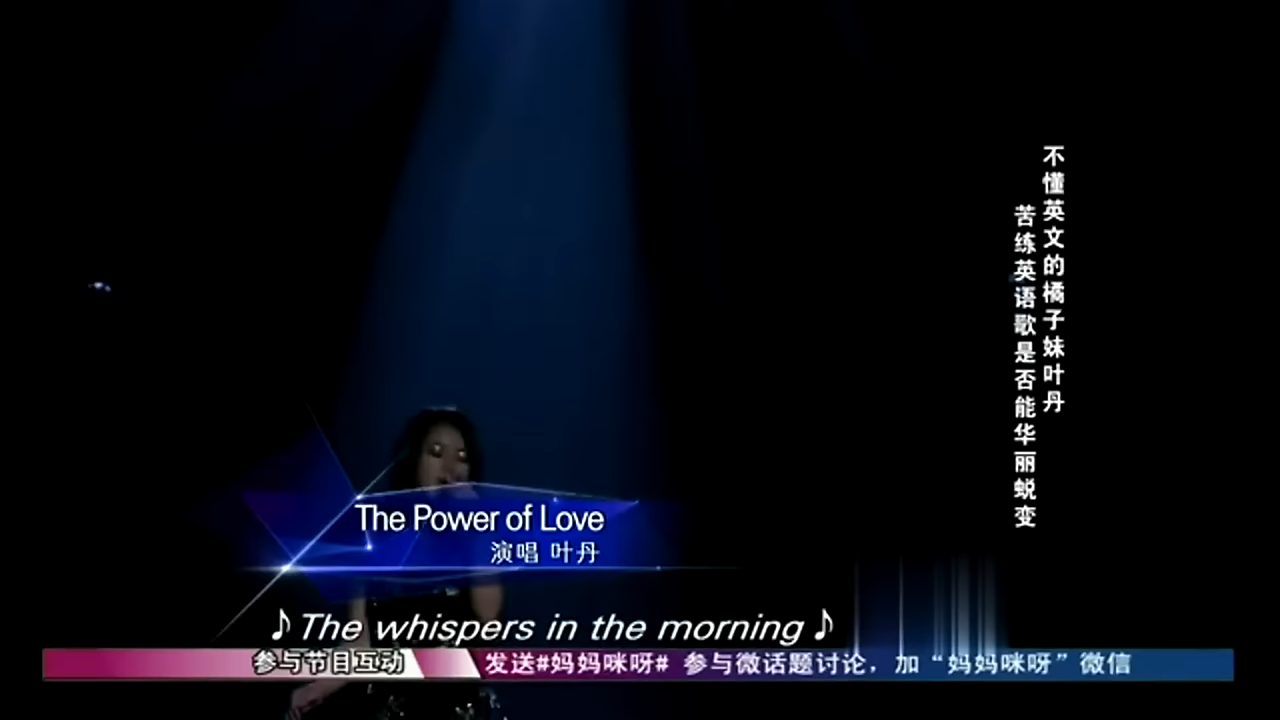 不懂英文的橘子妹叶丹
苦练英语歌是否能华丽蜕变
The Power of Love
演唱 叶丹
♪The whispers in the morning♪
参与节目互动 发送#妈妈咪呀# 参与微话题讨论，加“妈妈咪呀”微信